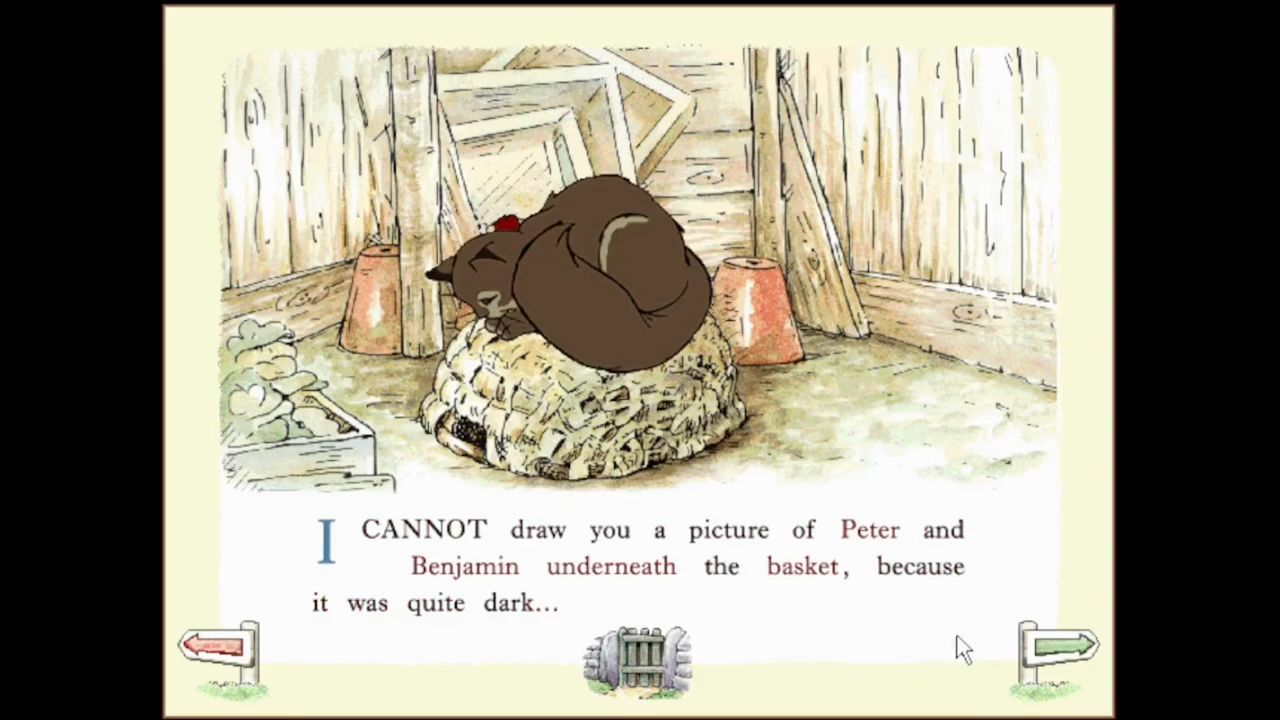 I CANNOT draw you a picture of Peter and
Benjamin underneath the basket, because
it was quite dark...